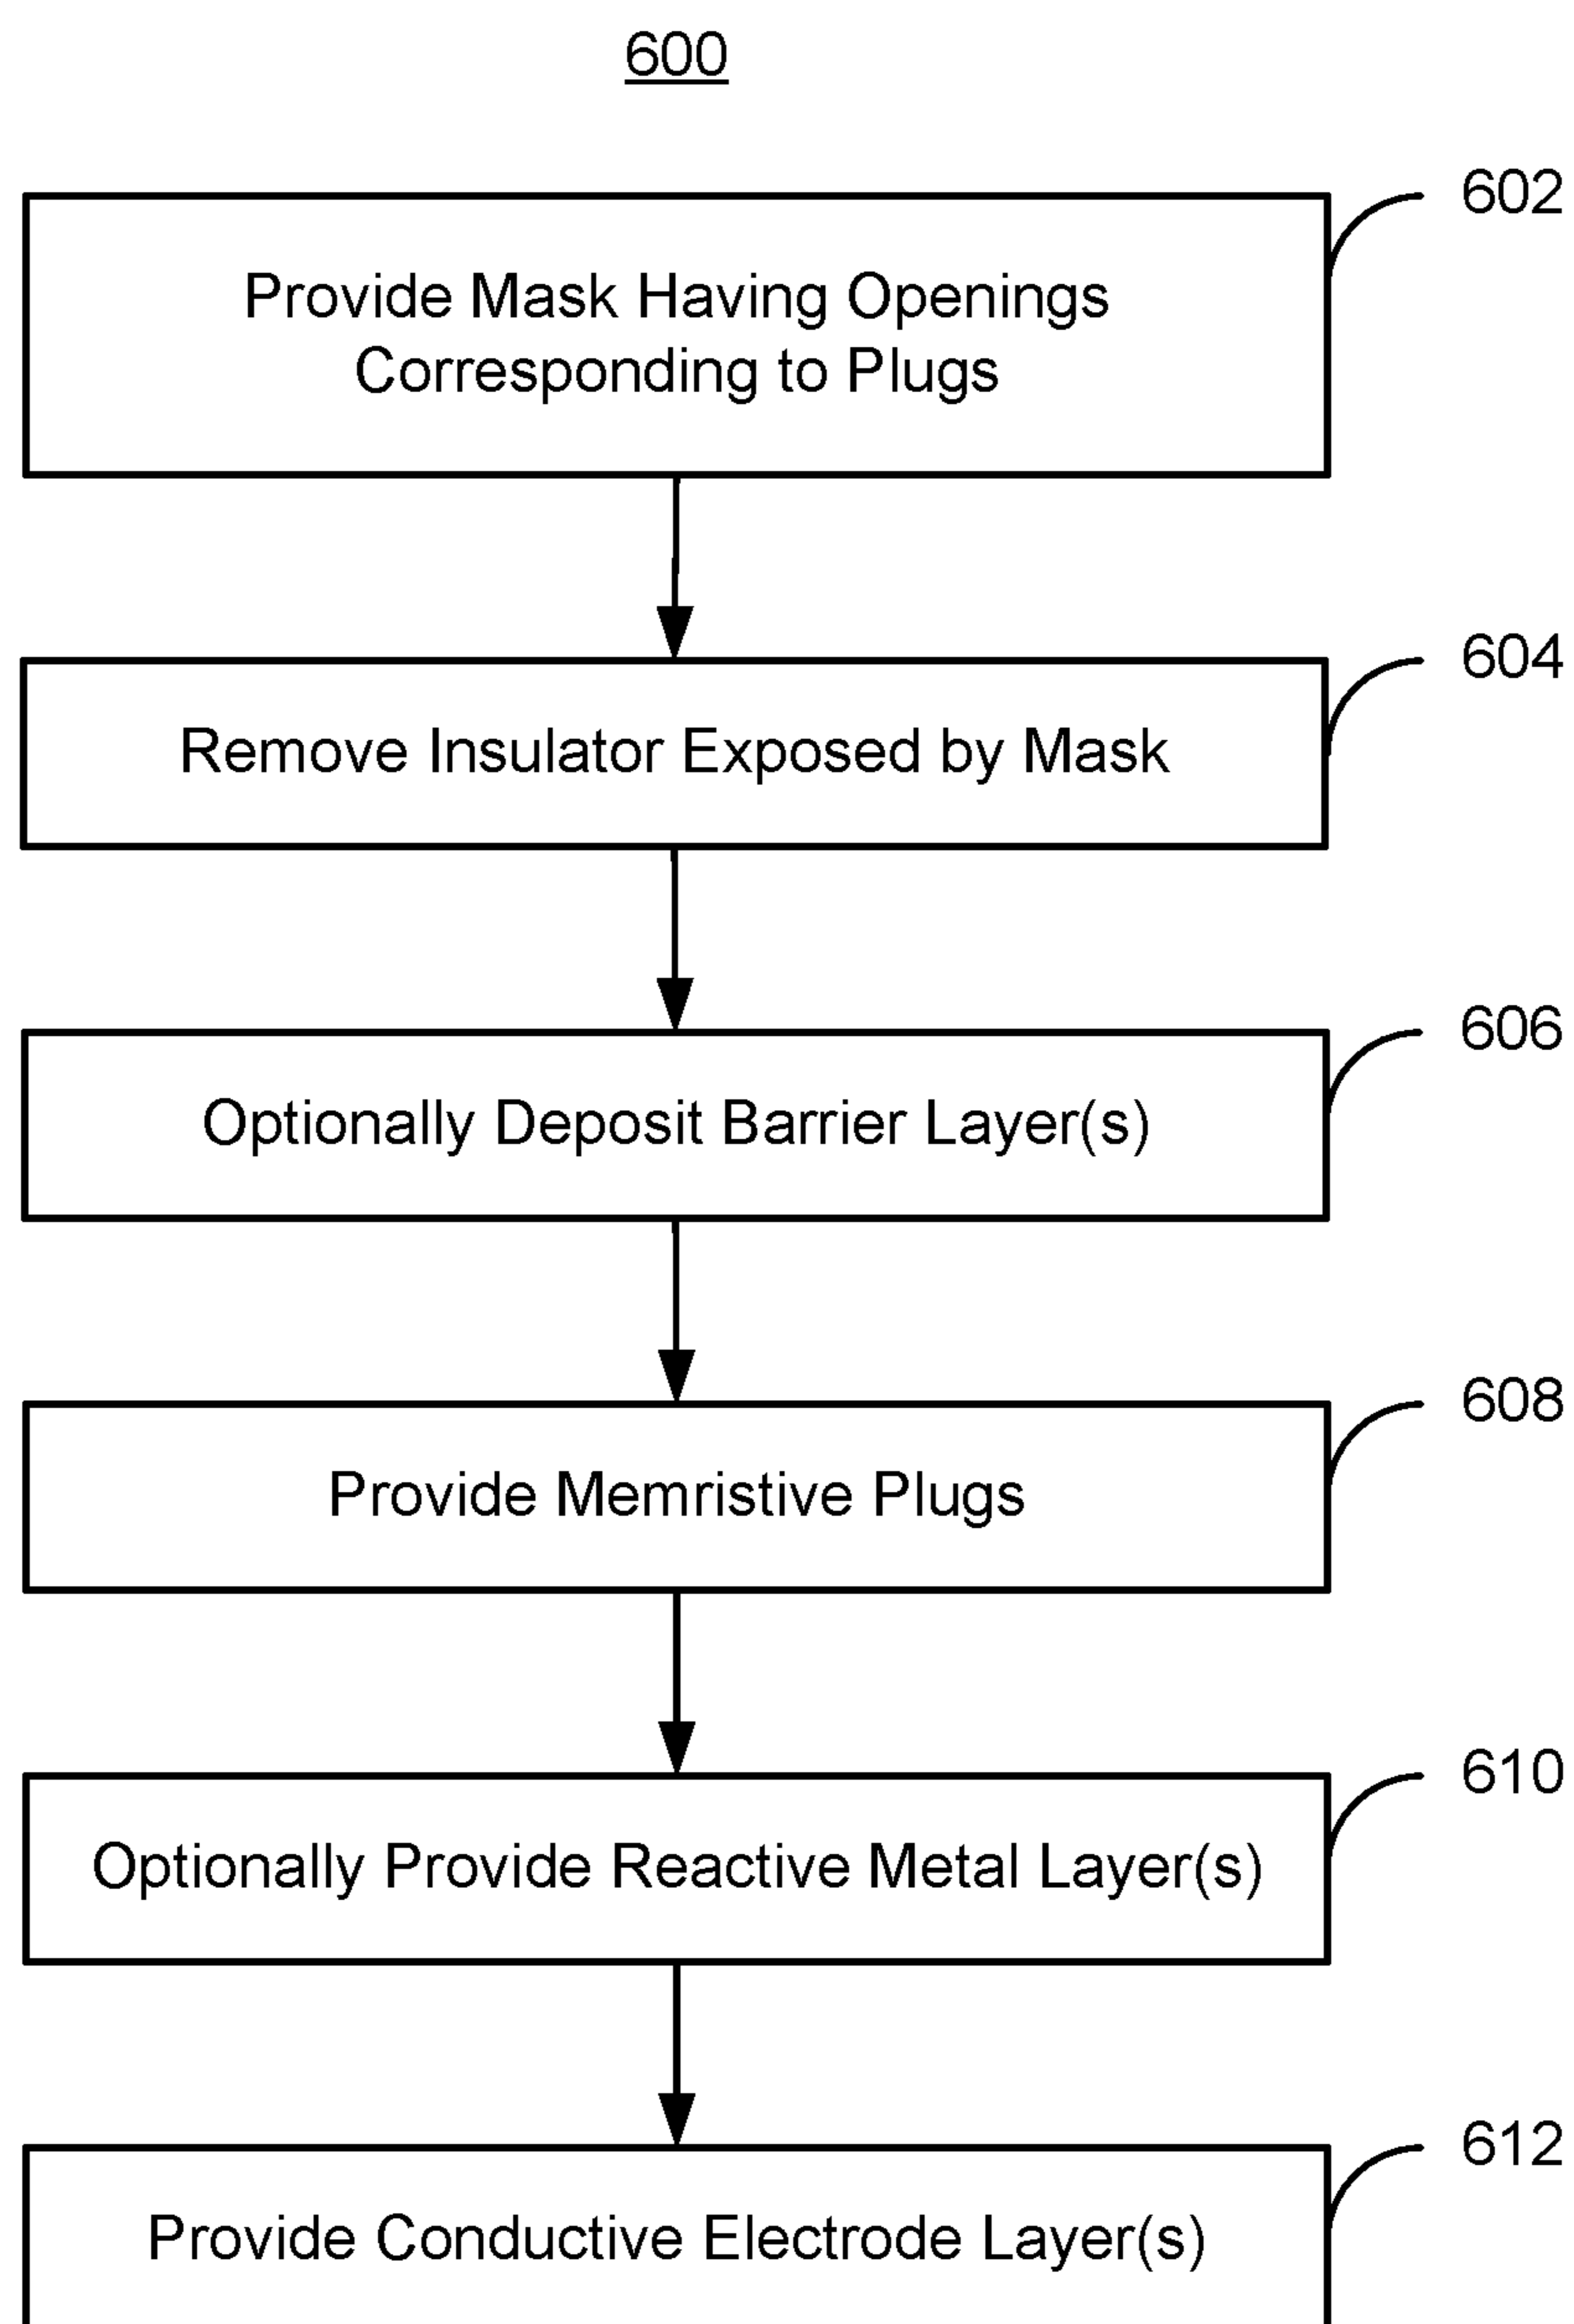 600
602
Provide Mask Having Openings
Corresponding to Plugs
604
Remove Insulator Exposed by Mask
606
Optionally Deposit Barrier Layer(s)
608
Provide Memristive Plugs
610
Optionally Provide Reactive Metal Layer(s)
612
Provide Conductive Electrode Layer(s)